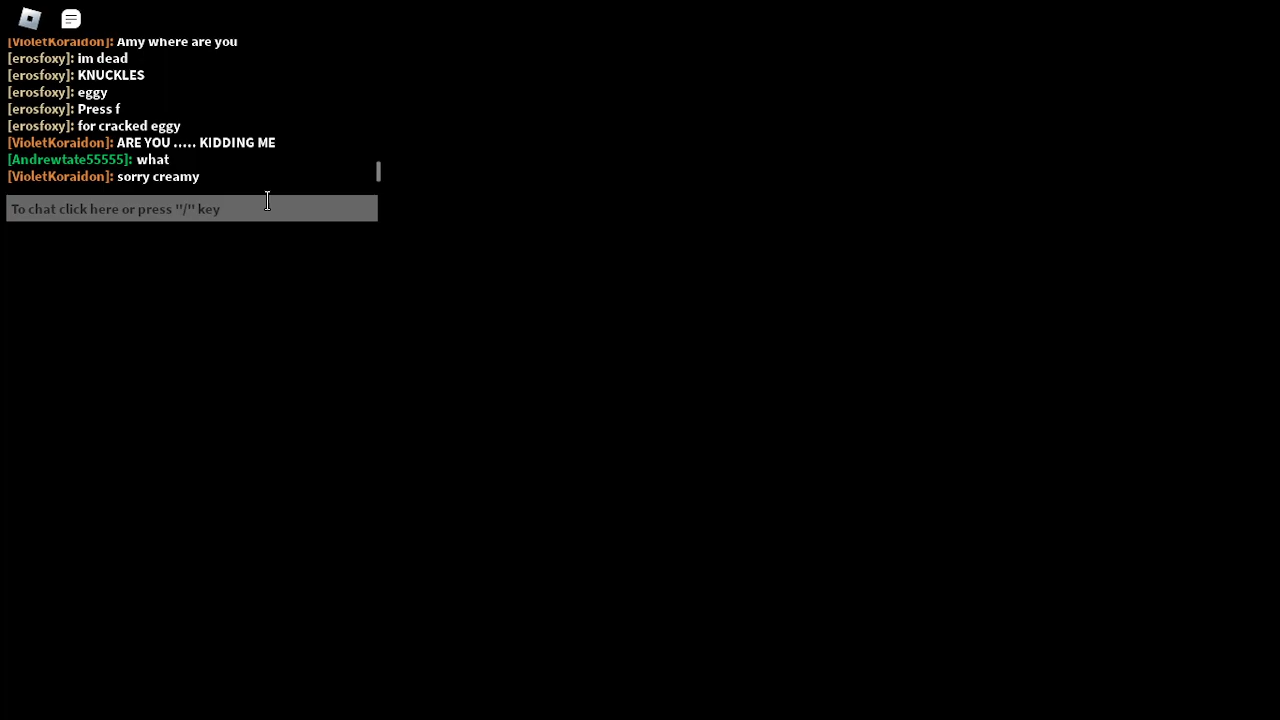 [VioletKoraidon]: Amy where are you
[erosfoxy]: im dead
[erosfoxy]: KNUCKLES
[erosfoxy]: eggy
[erosfoxy]: Press f
[erosfoxy]: for cracked eggy
[VioletKoraidon]: ARE YOU ..... KIDDING ME
[Andrewtate55555]: what
[VioletKoraidon]: sorry creamy
To chat click here or press "/" key